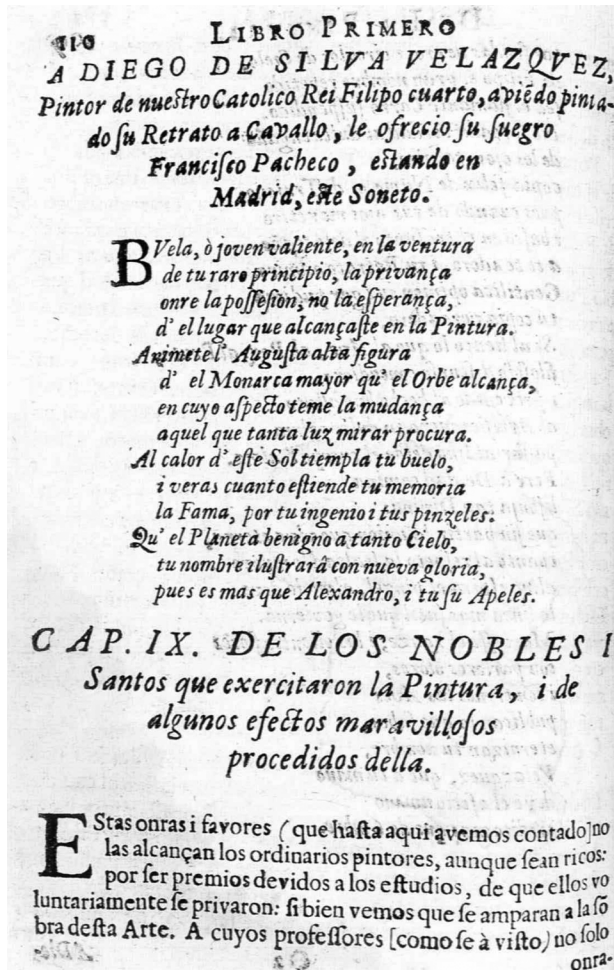 110 LIBRO PRIMERO
A DIEGO DE SILVA VELAZQVEZ,
Pintor de nueſtro Catolico Rei Filipo cuarto, aviẽdo pinta-
do ſu Retrato a Cavallo, le ofrecio ſu ſuegro
Franciſco Pacheco, eſtando en
Madrid, eſte Soneto.
BVela, ò joven valiente, en la ventura
de tu raro principio, la privança
onre la poſſeſion, no la eſperança,
d' el lugar que alcançaſte en la Pintura.
Animete l' Auguſta alta figura
d' el Monarca mayor qu' el Orbe alcança,
en cuyo aſpecto teme la mudança
aquel que tanta luz mirar procura.
Al calor d' eſte Sol tiempla tu buelo,
i veras cuanto eſtiende tu memoria
la Fama, por tu ingenio i tus pinzeles.
Qu' el Planeta benigno a tanto Cielo,
tu nombre iluſtrarà con nueva gloria,
pues es mas que Alexandro, i tu ſu Apeles.
CAP. IX. DE LOS NOBLES I
Santos que exercitaron la Pintura, i de
algunos efectos maravilloſos
procedidos della.
EStas onras i favores (que haſta aqui avemos contado] no
las alcançan los ordinarios pintores, aunque ſean ricos:
por ſer premios devidos a los eſtudios, de que ellos vo
luntariamente ſe privaron: ſi bien vemos que ſe amparan a la ſõ
bra deſta Arte. A cuyos profeſſores [como ſe à viſto) no ſolo
onra-